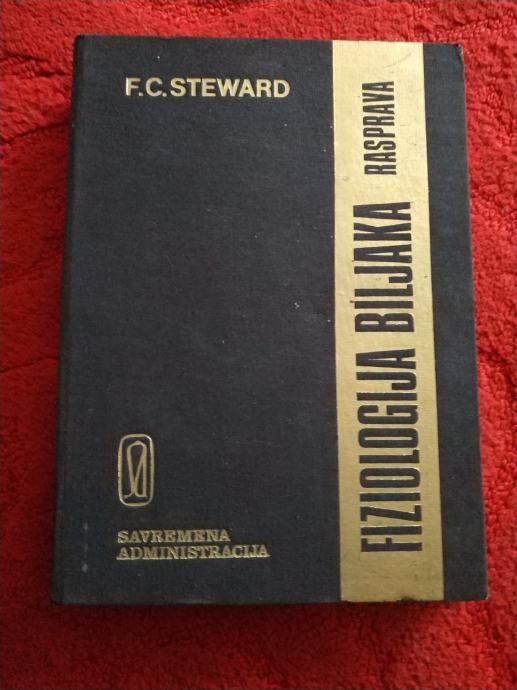 F.C. STEWARD
FIZIOLOGIJA BILJAKA RASPRAVA
SAVREMENA
ADMINISTRACIJA